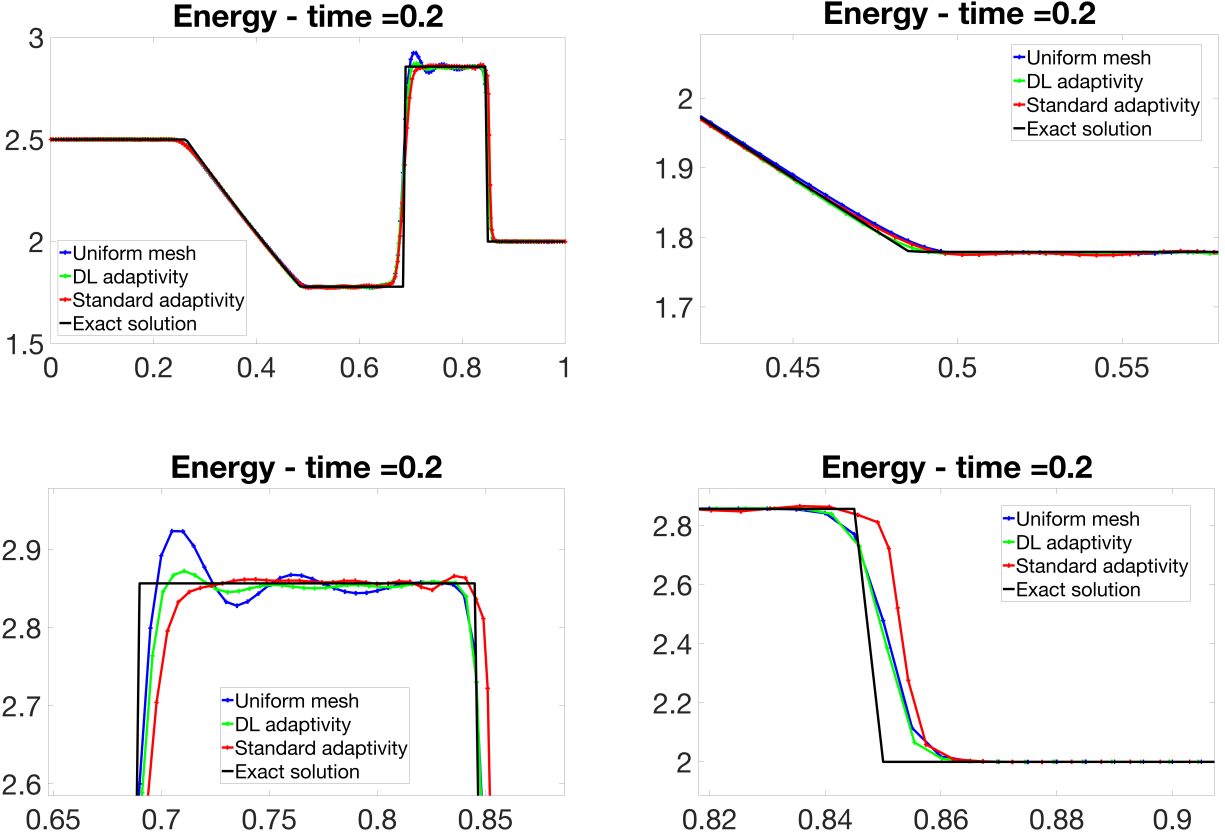 Energy - time =0.2
3
2.5
2
1.5
0
0.2
0.4
0.6
0.8
1
Uniform mesh
DL adaptivity
Standard adaptivity
Exact solution
Energy - time =0.2
2
1.9
1.8
1.7
0.45
0.5
0.55
Uniform mesh
DL adaptivity
Standard adaptivity
Exact solution
Energy - time =0.2
2.9
2.8
2.7
2.6
0.65
0.7
0.75
0.8
0.85
Uniform mesh
DL adaptivity
Standard adaptivity
Exact solution
Energy - time =0.2
2.8
2.6
2.4
2.2
2
0.82
0.84
0.86
0.88
0.9
Uniform mesh
DL adaptivity
Standard adaptivity
Exact solution